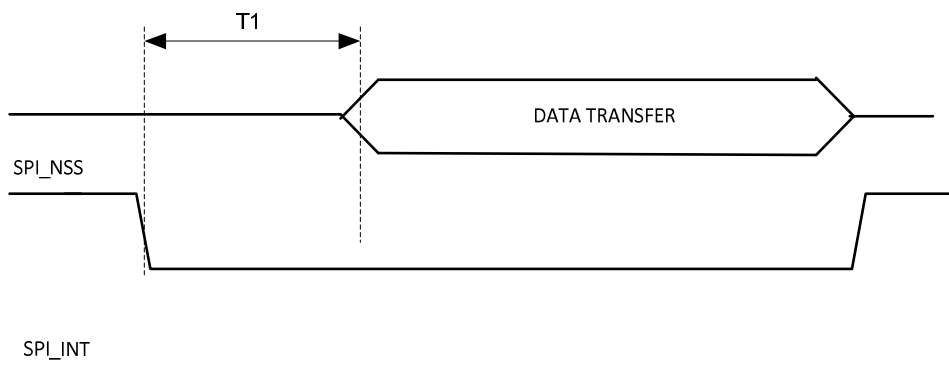 T1
DATA TRANSFER
SPI_NSS
SPI_INT